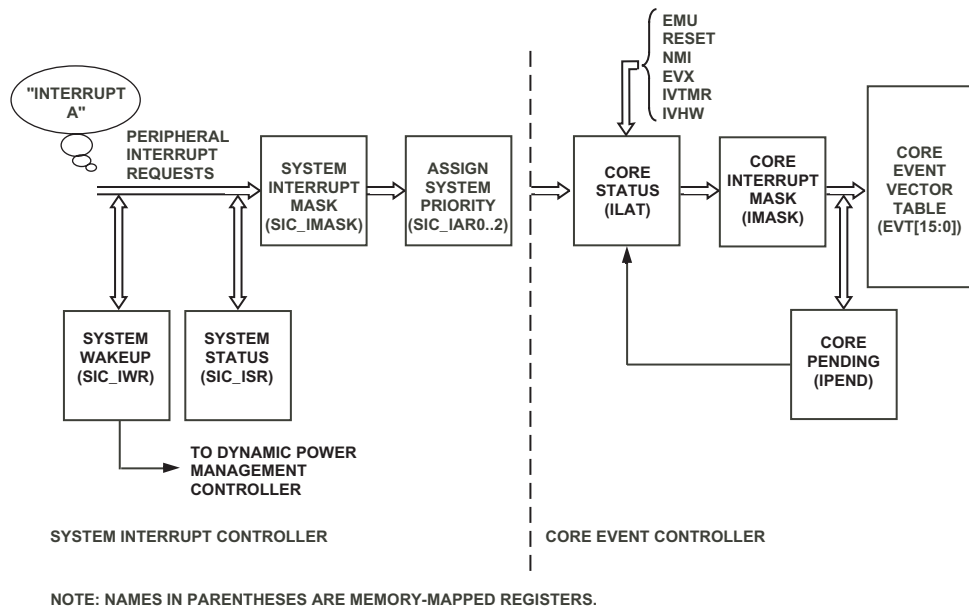 "INTERRUPT
A"
PERIPHERAL
INTERRUPT
REQUESTS
SYSTEM
INTERRUPT
MASK
(SIC_IMASK)
ASSIGN
SYSTEM
PRIORITY
(SIC_IAR0..2)
EMU
RESET
NMI
EVX
IVTMR
IVHW
CORE
STATUS
(ILAT)
CORE
INTERRUPT
MASK
(IMASK)
CORE
EVENT
VECTOR
TABLE
(EVT[15:0])
SYSTEM
WAKEUP
(SIC_IWR)
SYSTEM
STATUS
(SIC_ISR)
CORE
PENDING
(IPEND)
TO DYNAMIC POWER
MANAGEMENT
CONTROLLER
SYSTEM INTERRUPT CONTROLLER
CORE EVENT CONTROLLER
NOTE: NAMES IN PARENTHESES ARE MEMORY-MAPPED REGISTERS.